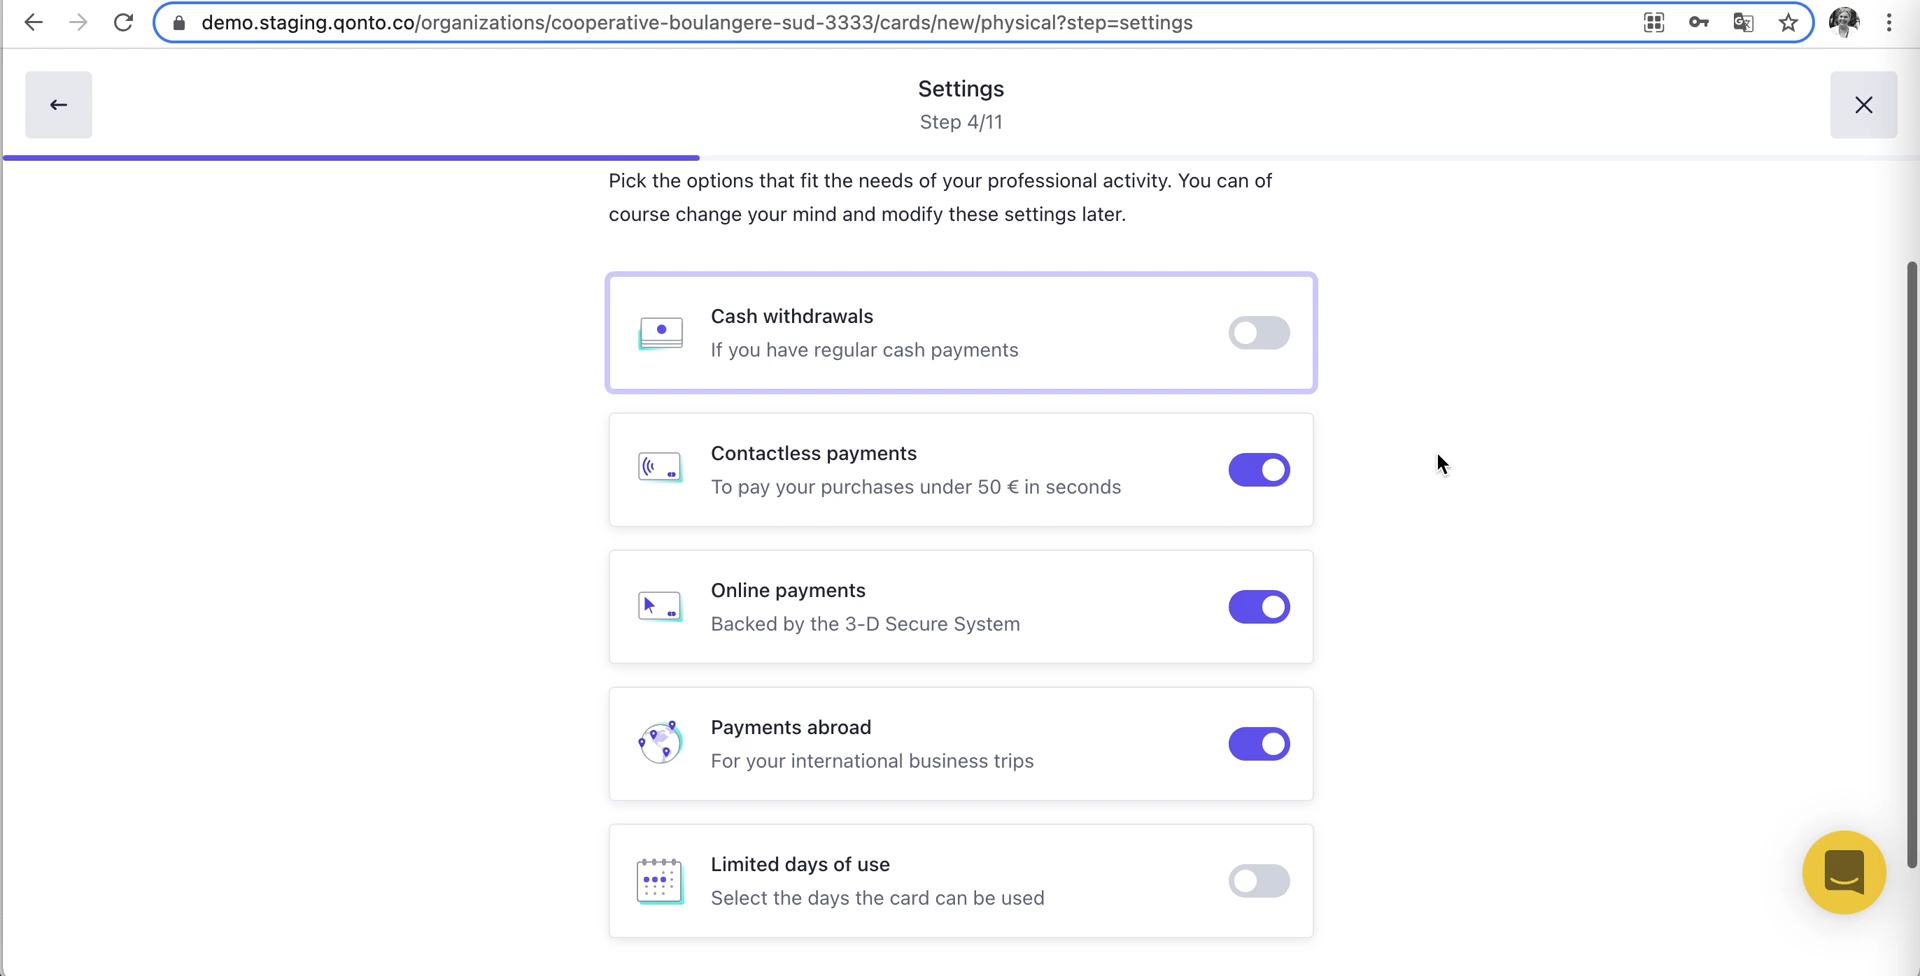 demo.staging.qonto.co/organizations/cooperative-boulangere-sud-3333/cards/new/physical?step=settings
Settings
Step 4/11
Pick the options that fit the needs of your professional activity. You can of
course change your mind and modify these settings later.
Cash withdrawals
If you have regular cash payments
Contactless payments
To pay your purchases under 50 € in seconds
Online payments
Backed by the 3-D Secure System
Payments abroad
For your international business trips
Limited days of use
Select the days the card can be used